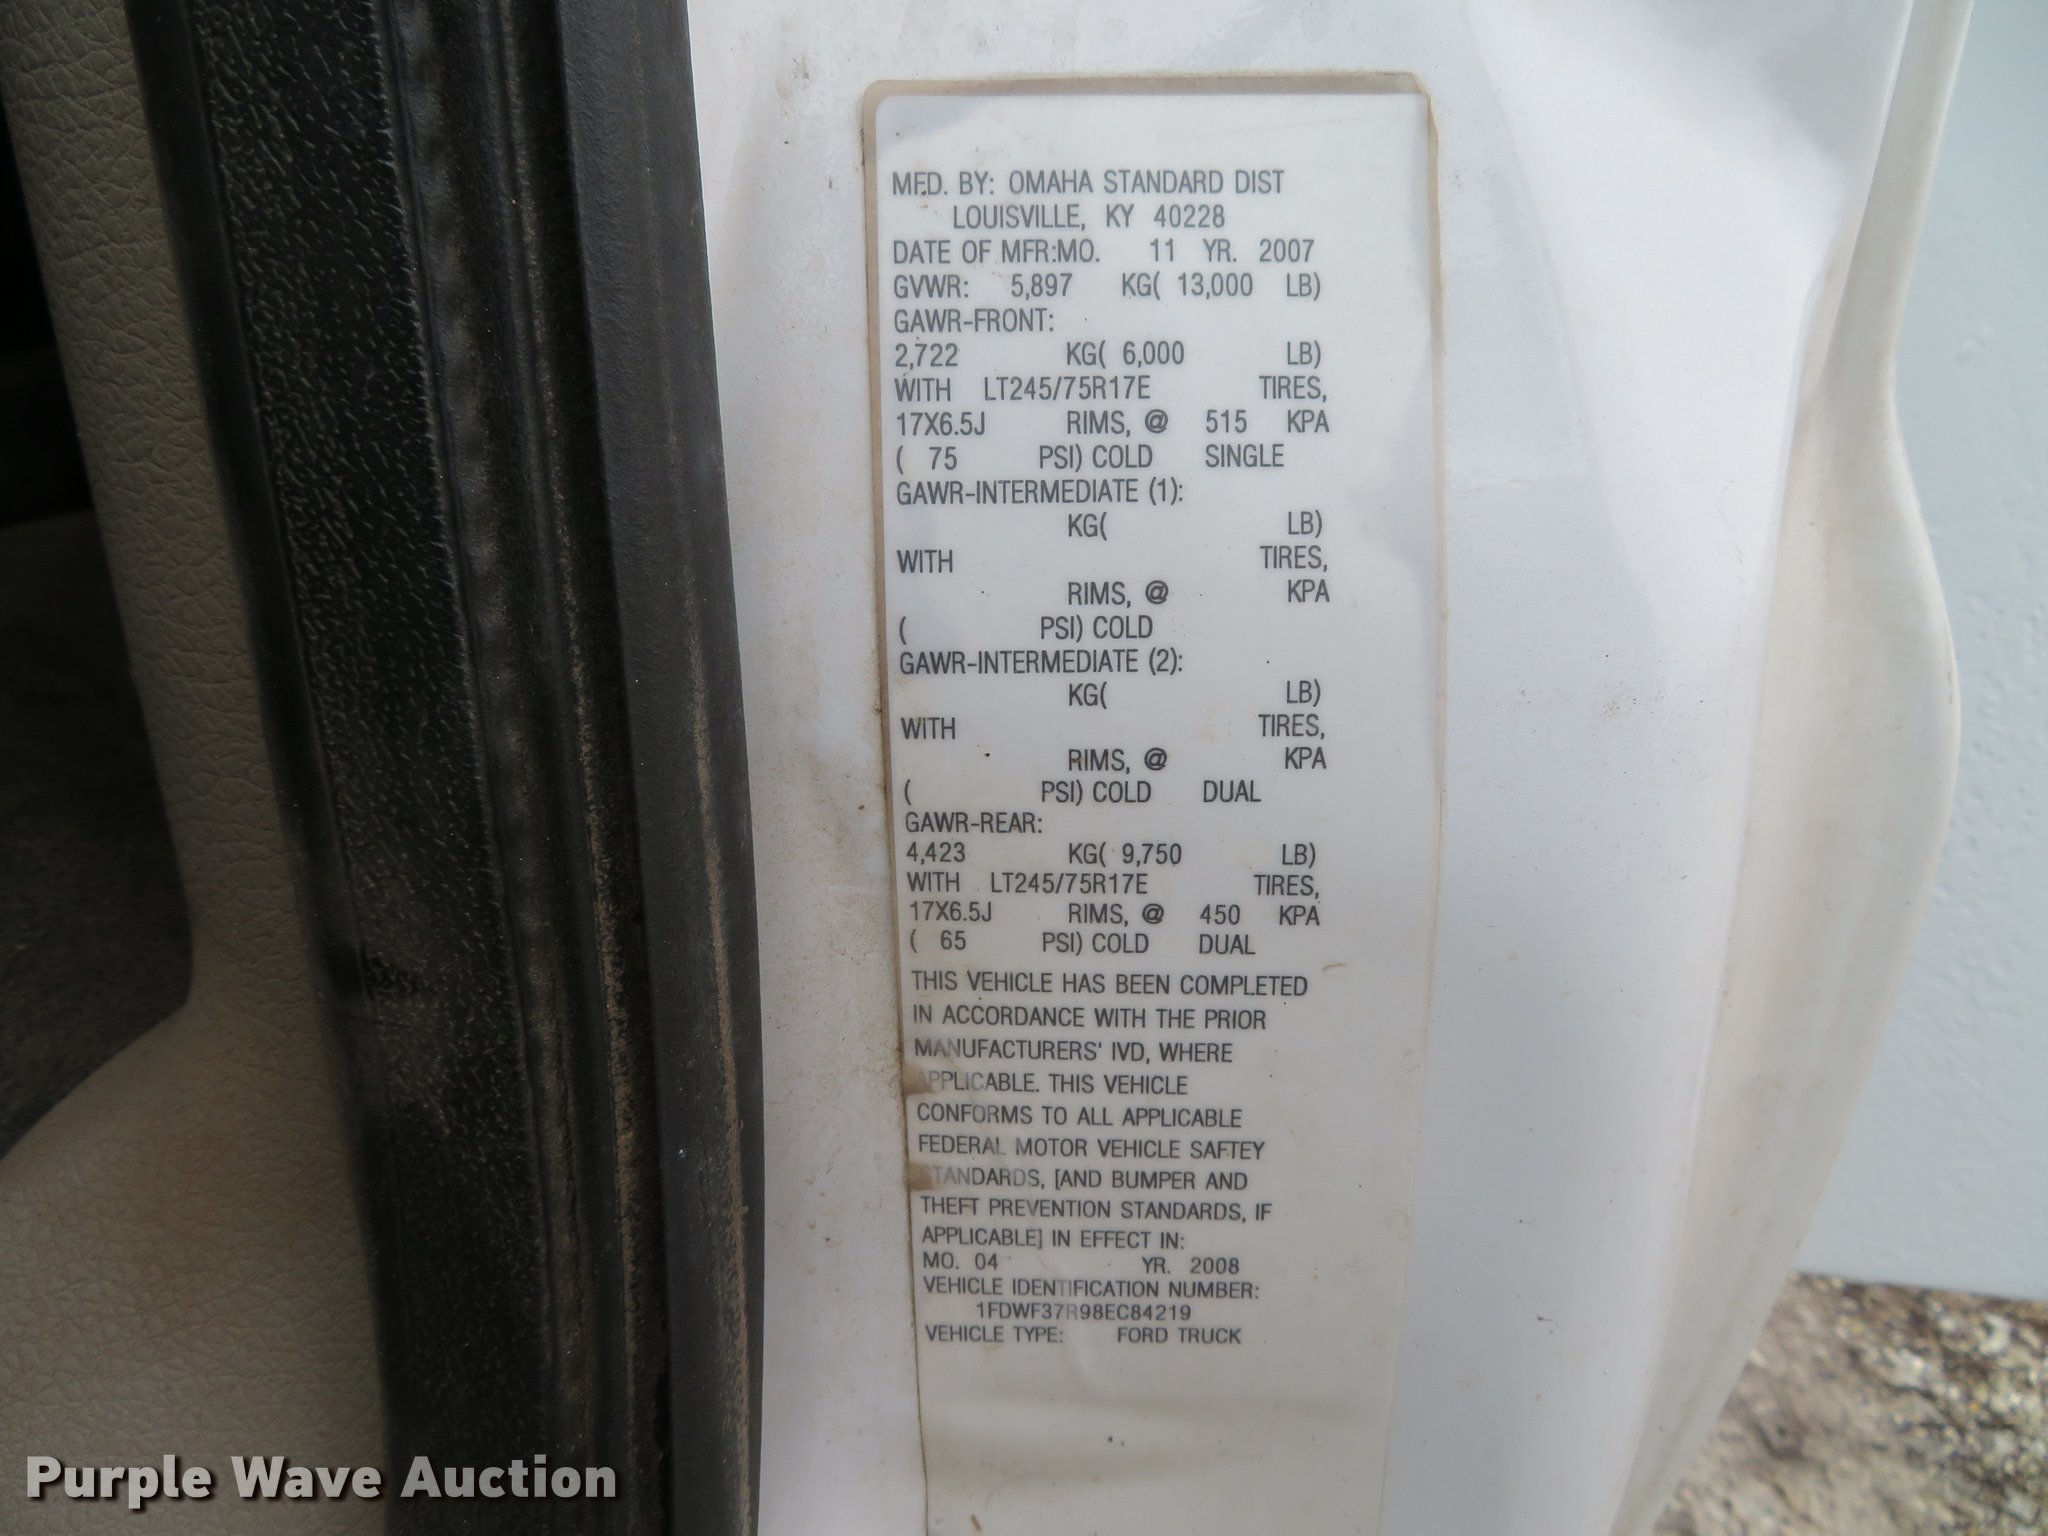 MFD. BY: OMAHA STANDARD DIST
LOUISVILLE, KY 40228
DATE OF MFR:MO. 11 YR. 2007
GVWR: 5,897 KG( 13,000 LB)
GAWR-FRONT:
2,722 KG( 6,000 LB)
WITH LT245/75R17E TIRES,
17X6.5J RIMS, @ 515 KPA
( 75 PSI) COLD SINGLE
GAWR-INTERMEDIATE (1):
KG( LB)
WITH TIRES,
RIMS, @ KPA
( PSI) COLD
GAWR-INTERMEDIATE (2):
KG( LB)
WITH TIRES,
RIMS, @ KPA
( PSI) COLD DUAL
GAWR-REAR:
4,423 KG( 9,750 LB)
WITH LT245/75R17E TIRES,
17X6.5J RIMS, @ 450 KPA
( 65 PSI) COLD DUAL
THIS VEHICLE HAS BEEN COMPLETED
IN ACCORDANCE WITH THE PRIOR
MANUFACTURERS' IVD, WHERE
APPLICABLE. THIS VEHICLE
CONFORMS TO ALL APPLICABLE
FEDERAL MOTOR VEHICLE SAFTEY
STANDARDS, [AND BUMPER AND
THEFT PREVENTION STANDARDS, IF
APPLICABLE] IN EFFECT IN:
MO. 04 YR. 2008
VEHICLE IDENTIFICATION NUMBER:
1FDWF37R98EC84219
VEHICLE TYPE: FORD TRUCK
Purple Wave Auction